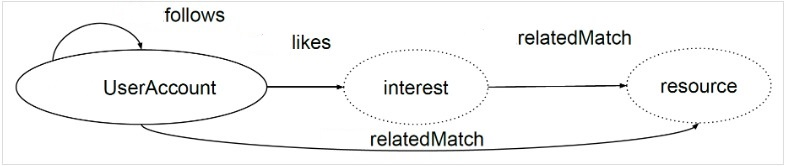 follows
likes
relatedMatch
UserAccount
interest
resource
relatedMatch